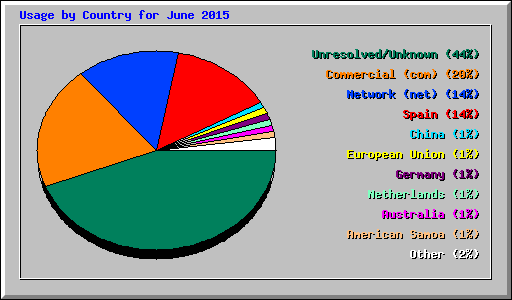 Usage by Country for June 2015
Unresolved/Unknown (44%)
Commercial (com) (20%)
Network (net) (14%)
Spain (14%)
China (1%)
European Union (1%)
Germany (1%)
Netherlands (1%)
Australia (1%)
American Samoa (1%)
Other (2%)